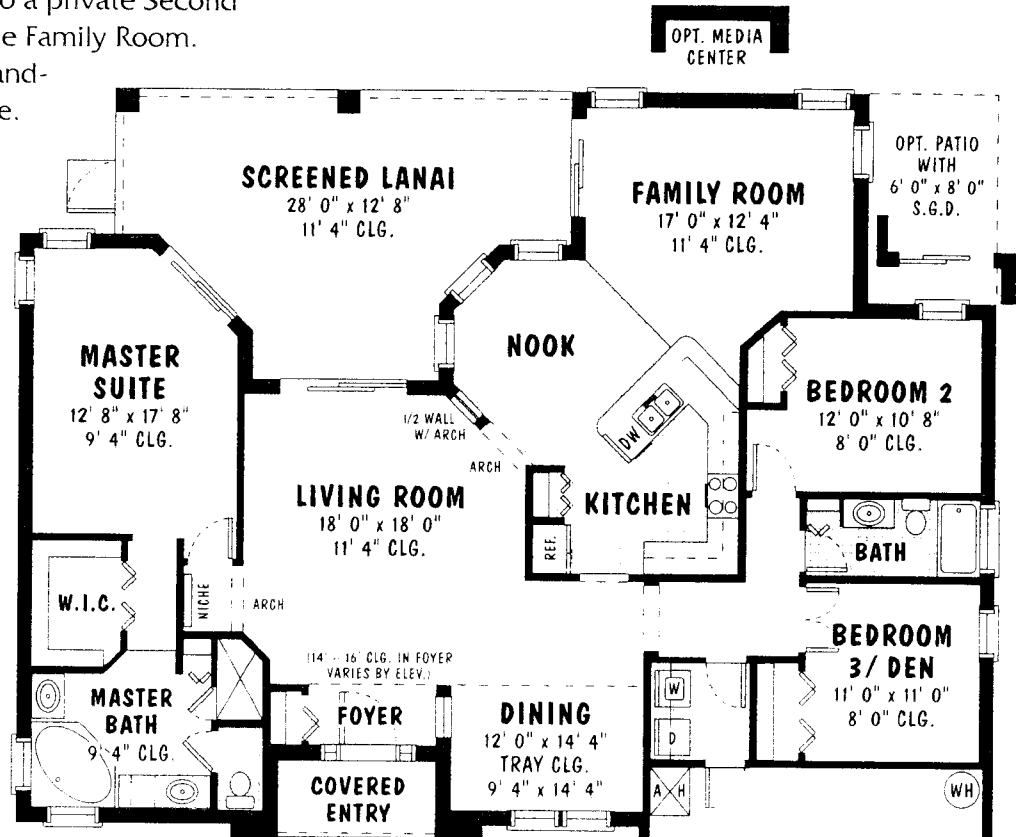 o a private Second
e Family Room.
and-
e.
OPT. MEDIA
CENTER
SCREENED LANAI
28' 0" x 12' 8"
11' 4" CLG.
FAMILY ROOM
17' 0" x 12' 4"
11' 4" CLG.
OPT. PATIO
WITH
6' 0" x 8' 0"
S.G.D.
MASTER
SUITE
12' 8" x 17' 8"
9' 4" CLG.
NOOK
BEDROOM 2
12' 0" x 10' 8"
8' 0" CLG.
1/2 WALL
W/ ARCH
ARCH
DW
LIVING ROOM
18' 0" x 18' 0"
11' 4" CLG.
KITCHEN
REF.
BATH
W.I.C.
NICHE
ARCH
(14' - 16' CLG. IN FOYER
VARIES BY ELEV.)
BEDROOM
3/ DEN
11' 0" x 11' 0"
8' 0" CLG.
MASTER
BATH
9' 4" CLG.
FOYER
DINING
12' 0" x 14' 4"
TRAY CLG.
9' 4" x 14' 4"
W
D
COVERED
ENTRY
A H
WH